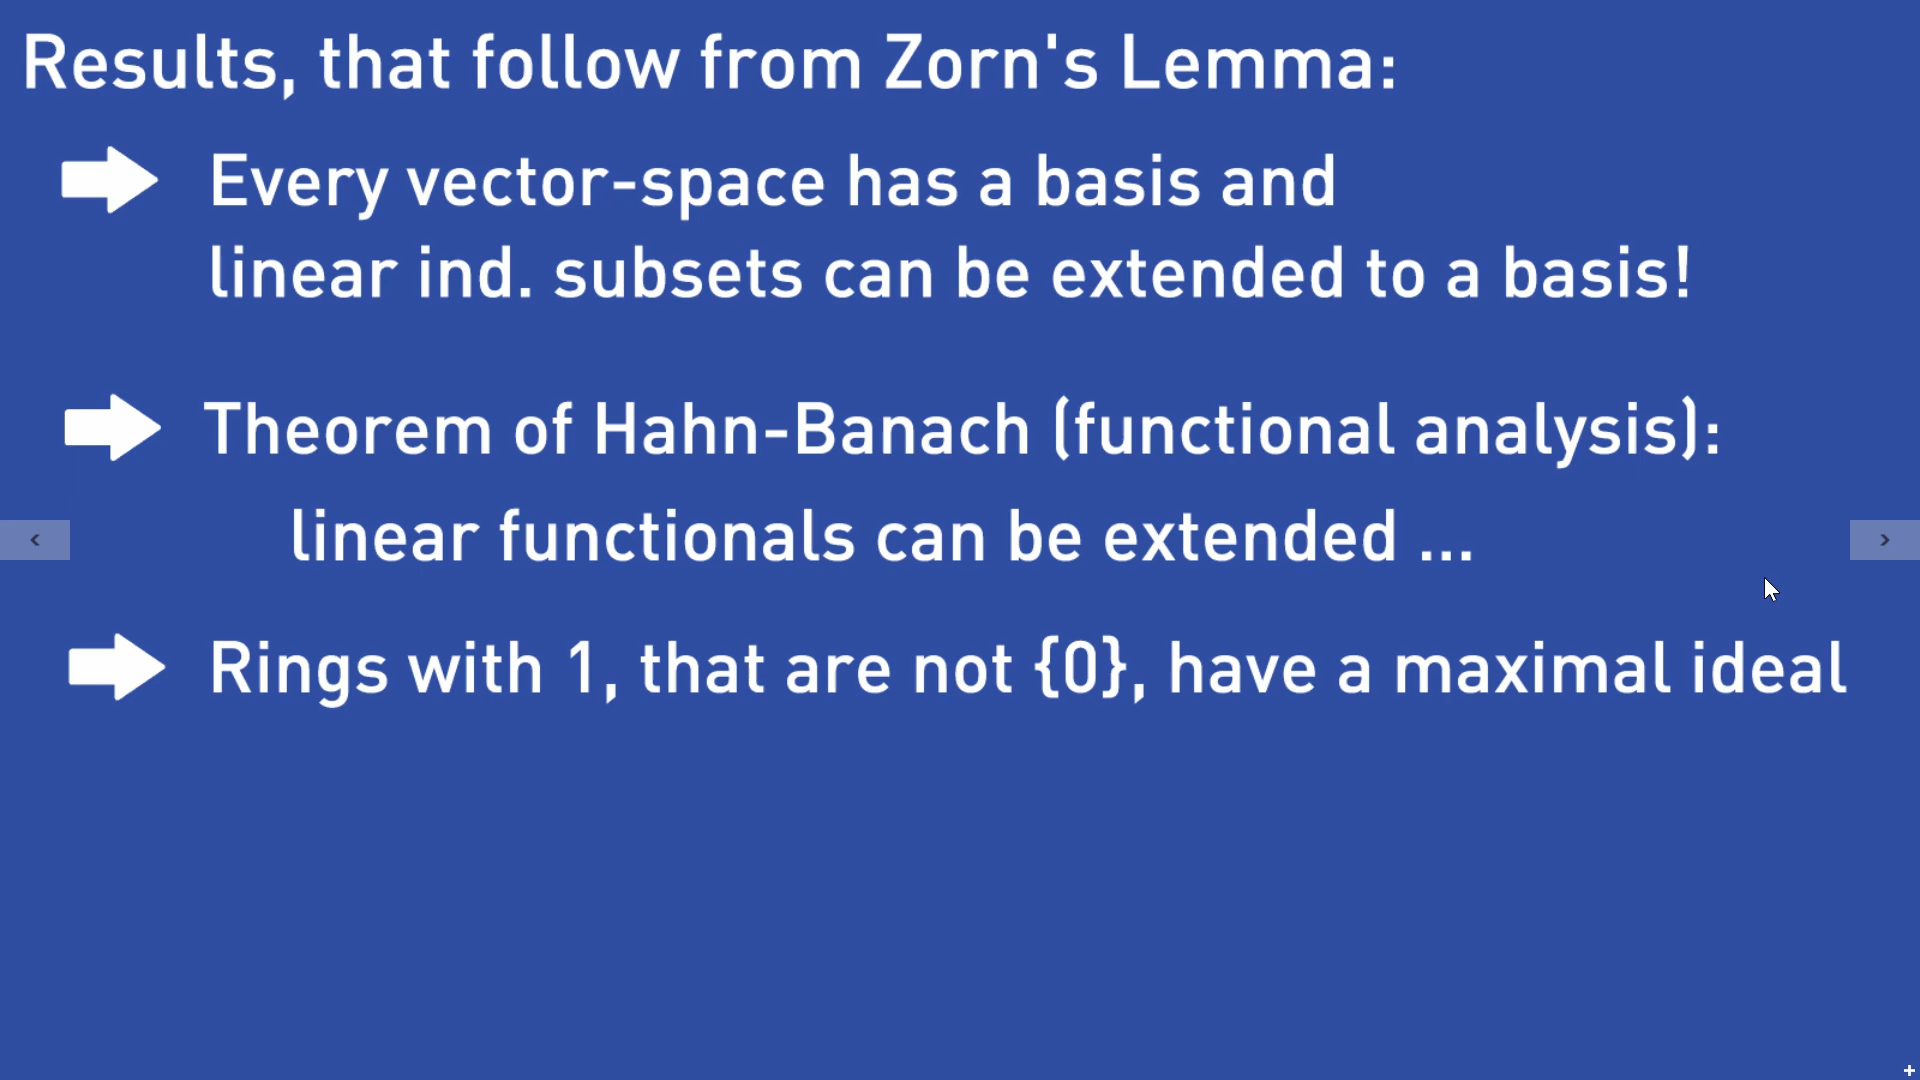 Results, that follow from Zorn's Lemma:
Every vector-space has a basis and
linear ind. subsets can be extended to a basis!
Theorem of Hahn-Banach (functional analysis):
linear functionals can be extended ...
Rings with 1, that are not {0}, have a maximal ideal